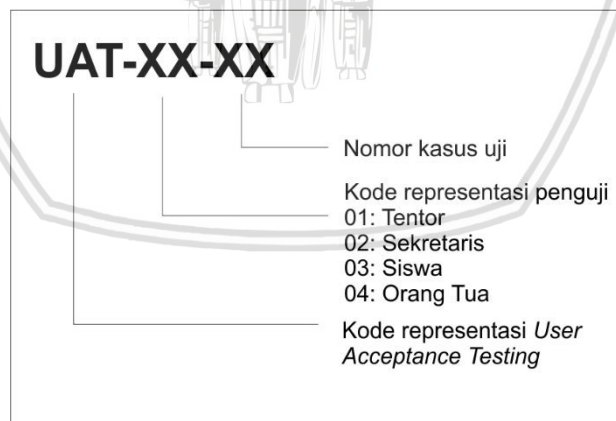 UAT-XX-XX
Nomor kasus uji
Kode representasi penguji
01: Tentor
02: Sekretaris
03: Siswa
04: Orang Tua
Kode representasi User
Acceptance Testing